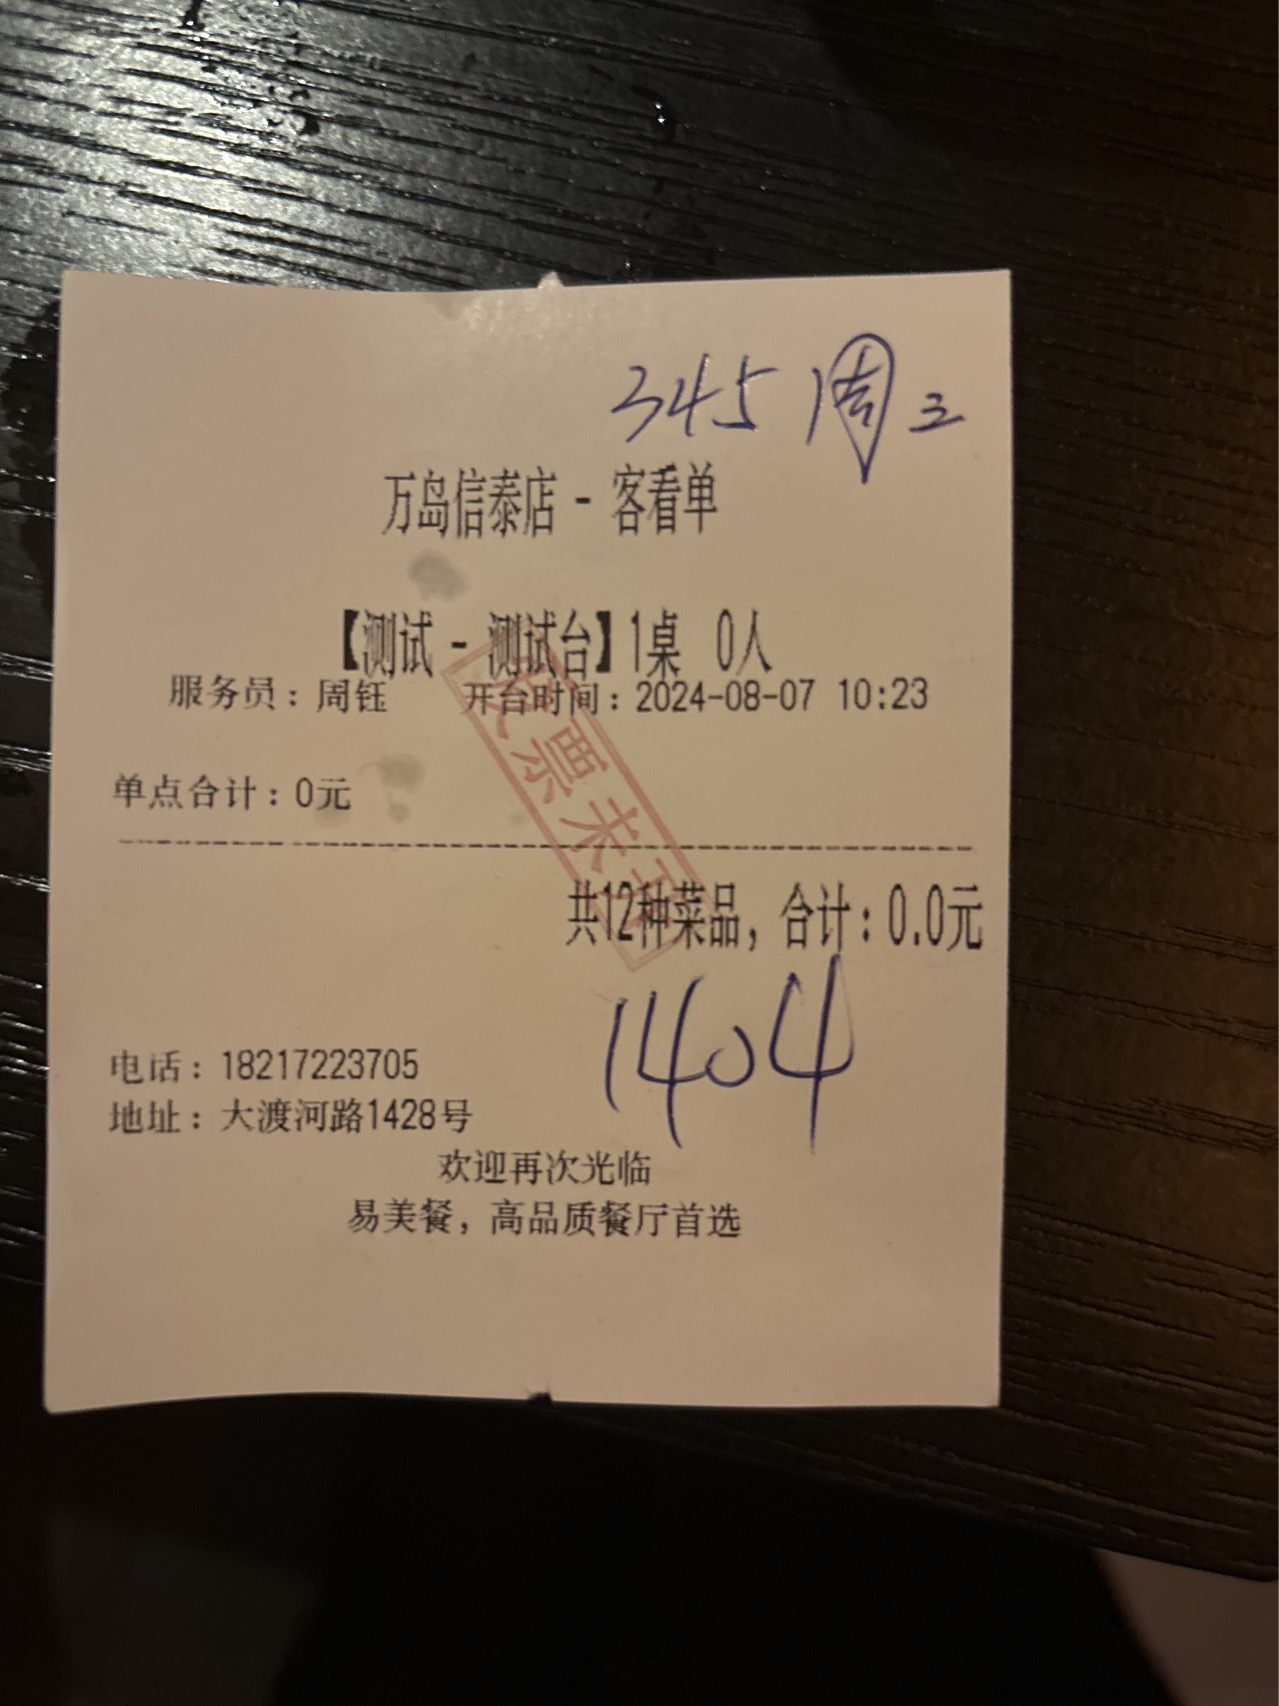 345 周 三
万岛信泰店 - 客看单
【测试 - 测试台】1桌 0人
服务员：周钰 开台时间：2024-08-07 10:23
单点合计：0元
发票未开
共12种菜品，合计：0.0元
1404
电话：18217223705
地址：大渡河路1428号
欢迎再次光临
易美餐，高品质餐厅首选